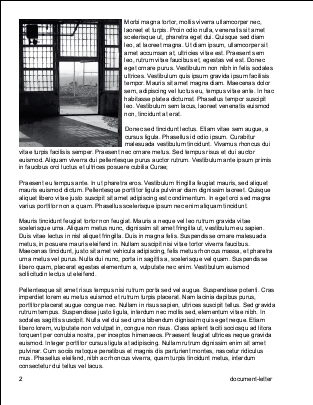 Morbi magna tortor, mollis viverra ullamcorper nec,
laoreet et turpis. Proin odio nulla, venenatis sit amet
scelerisque ut, pharetra eget dui. Quisque sed diam
leo, at laoreet magna. Ut diam ipsum, ullamcorper sit
amet accumsan at, ultricies vitae est. Praesent sem
leo, rutrum vitae faucibus et, egestas vel est. Donec
eget ornare purus. Vestibulum non nibh in felis sodales
ultrices. Vestibulum quis ipsum gravida ipsum facilisis
tempor. Mauris sit amet magna diam. Maecenas dolor
sem, adipiscing vel luctus eu, tempus vitae ante. In hac
habitasse platea dictumst. Phasellus tempor suscipit
leo. Vestibulum sem lacus, laoreet venenatis euismod
non, tincidunt at erat.
Donec sed tincidunt lectus. Etiam vitae sem augue, a
cursus ligula. Phasellus id odio ipsum. Curabitur
malesuada vestibulum tincidunt. Vivamus rhoncus dui
vitae turpis facilisis semper. Praesent nec ornare metus. Sed tempus risus et dui auctor
euismod. Aliquam viverra dui pellentesque purus auctor rutrum. Vestibulum ante ipsum primis
in faucibus orci luctus et ultrices posuere cubilia Curae;
Praesent eu tempus ante. In ut pharetra eros. Vestibulum fringilla feugiat mauris, sed aliquet
mauris euismod dictum. Pellentesque porttitor ligula pulvinar diam dignissim laoreet. Quisque
aliquet libero vitae justo suscipit sit amet adipiscing est condimentum. In eget orci sed magna
varius porttitor non a quam. Phasellus scelerisque ipsum nec enim aliquam tincidunt.
Mauris tincidunt feugiat tortor non feugiat. Mauris a neque vel leo rutrum gravida vitae
scelerisque urna. Aliquam metus nunc, dignissim sit amet fringilla ut, vestibulum nec sapien.
Duis vitae lectus in nisl aliquet fringilla. Duis in magna felis. Suspendisse ornare malesuada
metus, in posuere mauris eleifend in. Nullam suscipit nisi vitae tortor viverra faucibus.
Maecenas tincidunt, justo sit amet vehicula adipiscing, felis metus rhoncus massa, et pharetra
urna metus vel purus. Nulla dui nunc, porta in sagittis a, scelerisque vel quam. Suspendisse
libero quam, placerat egestas elementum a, vulputate nec enim. Vestibulum euismod
sollicitudin lectus ut eleifend.
Pellentesque sit amet risus tempus nisi rutrum porta sed vel augue. Suspendisse potenti. Cras
imperdiet lorem eu metus euismod et rutrum turpis placerat. Nam lacinia dapibus purus,
porttitor placerat augue congue nec. Nullam in risus sapien, ultrices suscipit tellus. Sed gravida
rutrum tempus. Suspendisse justo ligula, interdum nec mollis sed, elementum vitae nibh. In
sodales sagittis suscipit. Nulla vel dui sed urna bibendum dignissim quis eget neque. Etiam
libero lorem, vulputate non volutpat in, congue non risus. Class aptent taciti sociosqu ad litora
torquent per conubia nostra, per inceptos himenaeos. Praesent feugiat ultrices neque gravida
euismod. Integer porttitor cursus ligula at adipiscing. Nullam rutrum dignissim enim sit amet
pulvinar. Cum sociis natoque penatibus et magnis dis parturient montes, nascetur ridiculus
mus. Phasellus eleifend, nibh ac rhoncus viverra, quam turpis tincidunt metus, interdum
consectetur dui tellus vel lacus.
2 document-letter